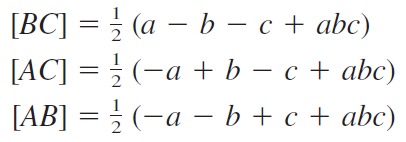 [BC] = 1/2 (a − b − c + abc)
[AC] = 1/2 (−a + b − c + abc)
[AB] = 1/2 (−a − b + c + abc)